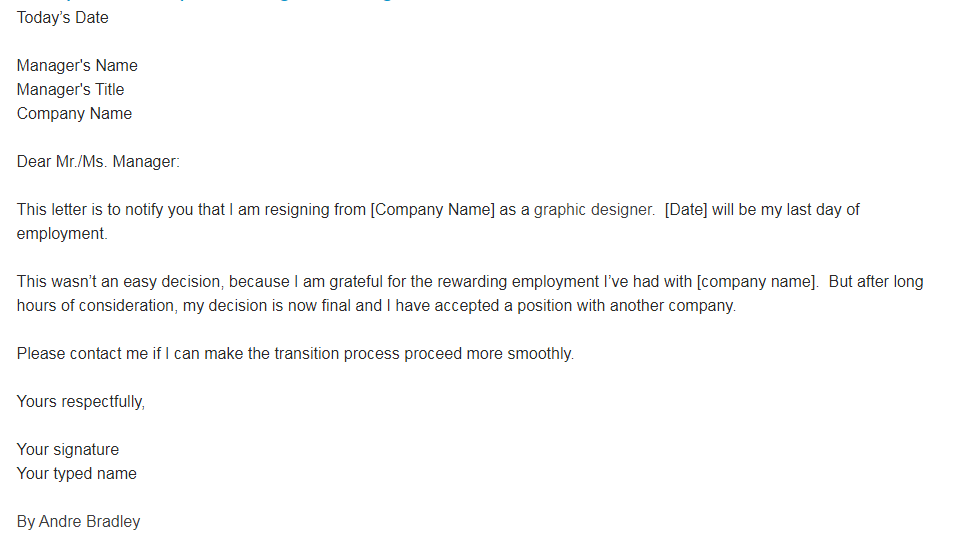 Today’s Date
Manager's Name
Manager's Title
Company Name
Dear Mr./Ms. Manager:
This letter is to notify you that I am resigning from [Company Name] as a graphic designer.  [Date] will be my last day of
employment.
This wasn’t an easy decision, because I am grateful for the rewarding employment I’ve had with [company name].  But after long
hours of consideration, my decision is now final and I have accepted a position with another company.
Please contact me if I can make the transition process proceed more smoothly.
Yours respectfully,
Your signature
Your typed name
By Andre Bradley